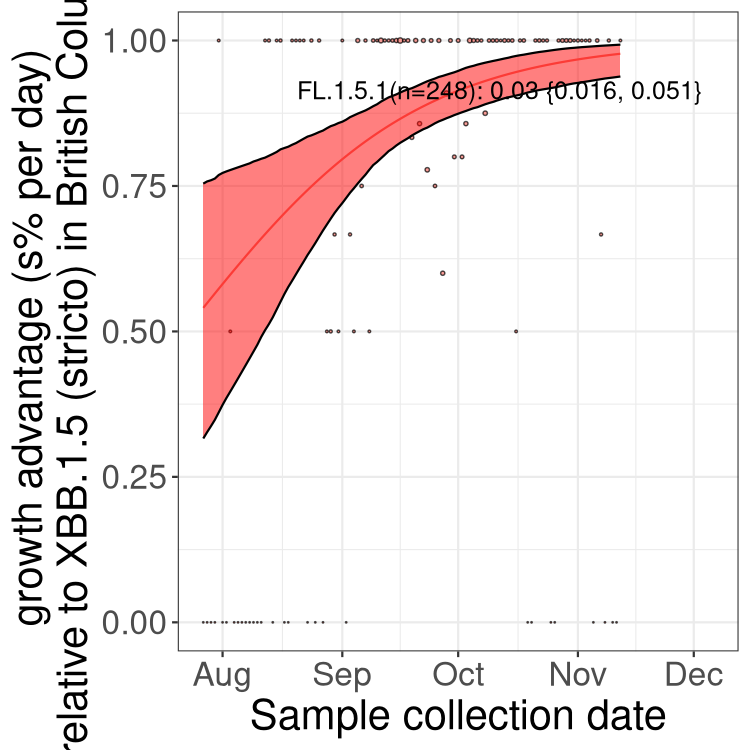 growth advantage (s% per day)
relative to XBB.1.5 (stricto) in British
1.00
0.75
0.50
0.25
0.00
FL.1.5.1(n=248): 0.03 {0.016, 0.051}
Aug Sep Oct Nov Dec
Sample collection date